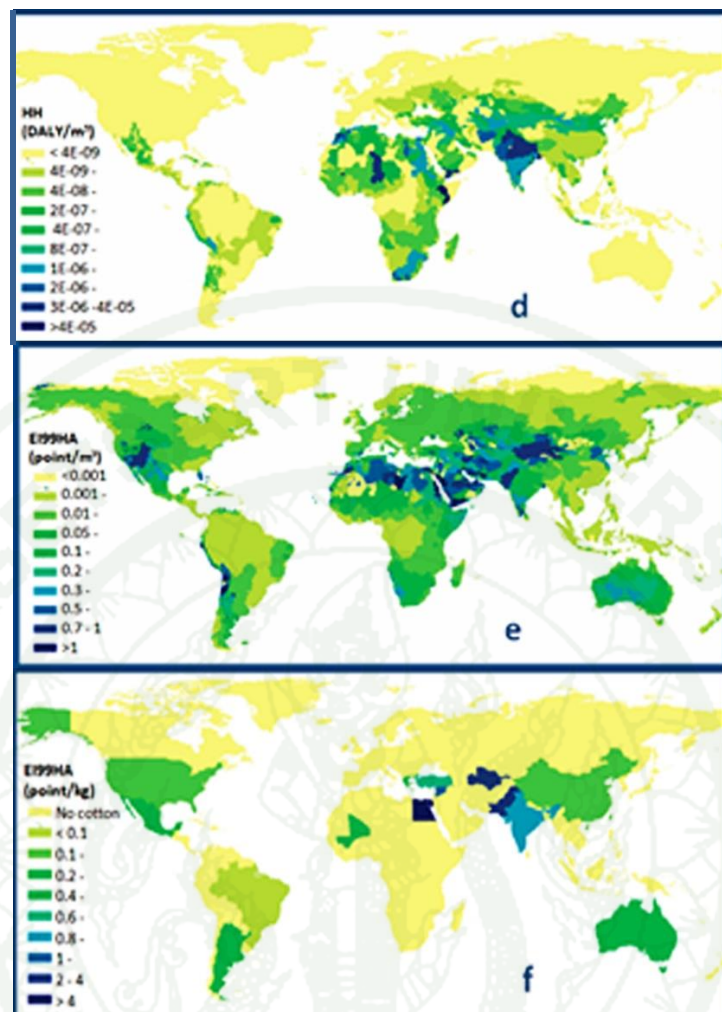 HH
(DALY/m³)
< 4E-09
4E-09 -
4E-08 -
2E-07 -
4E-07 -
8E-07 -
1E-06 -
2E-06 -
3E-06 -4E-05
>4E-05
d
EI99HA
(point/m³)
<0.001
0.001 -
0.01 -
0.05 -
0.1 -
0.2 -
0.3 -
0.5 -
0.7 - 1
>1
e
EI99HA
(point/kg)
No cotton
< 0.1
0.1 -
0.2 -
0.4 -
0.6 -
0.8 -
1 -
2 - 4
> 4
f